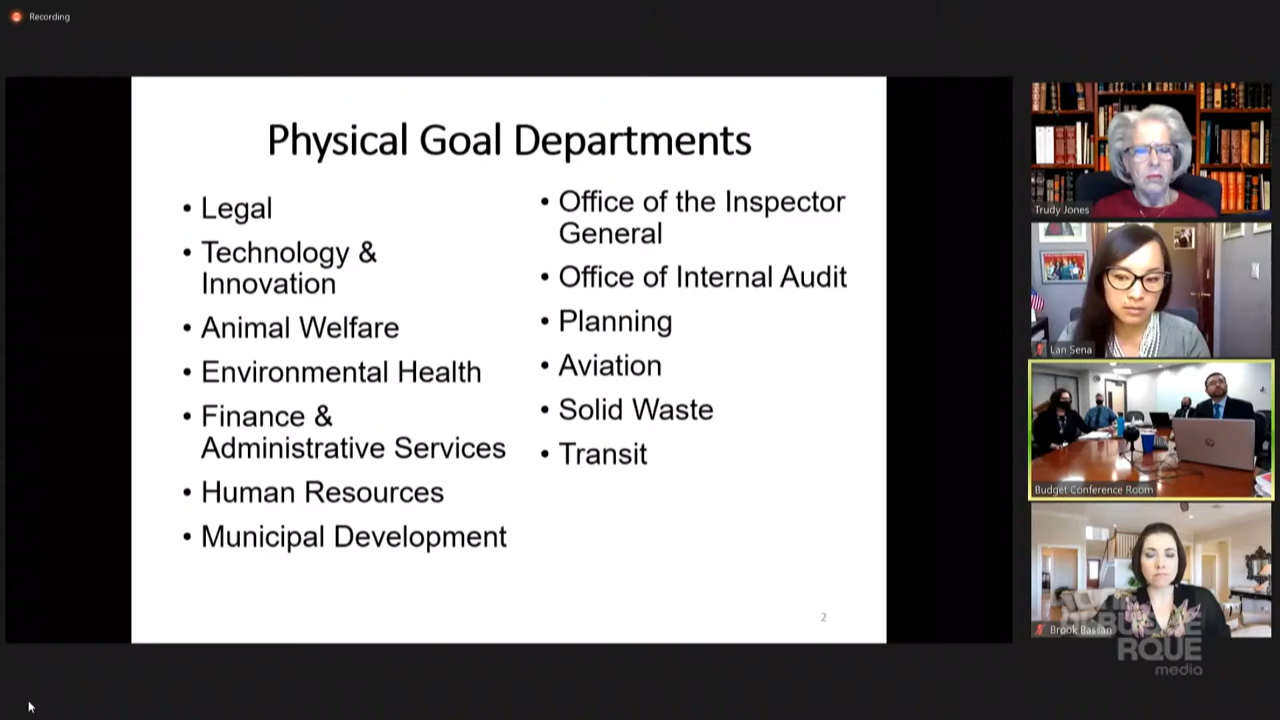 Recording
Physical Goal Departments
• Legal
• Technology &
Innovation
• Animal Welfare
• Environmental Health
• Finance &
Administrative Services
• Human Resources
• Municipal Development
• Office of the Inspector
General
• Office of Internal Audit
• Planning
• Aviation
• Solid Waste
• Transit
2
Trudy Jones
Lan Sena
Budget Conference Room
Brook Bassan
RQUE
media